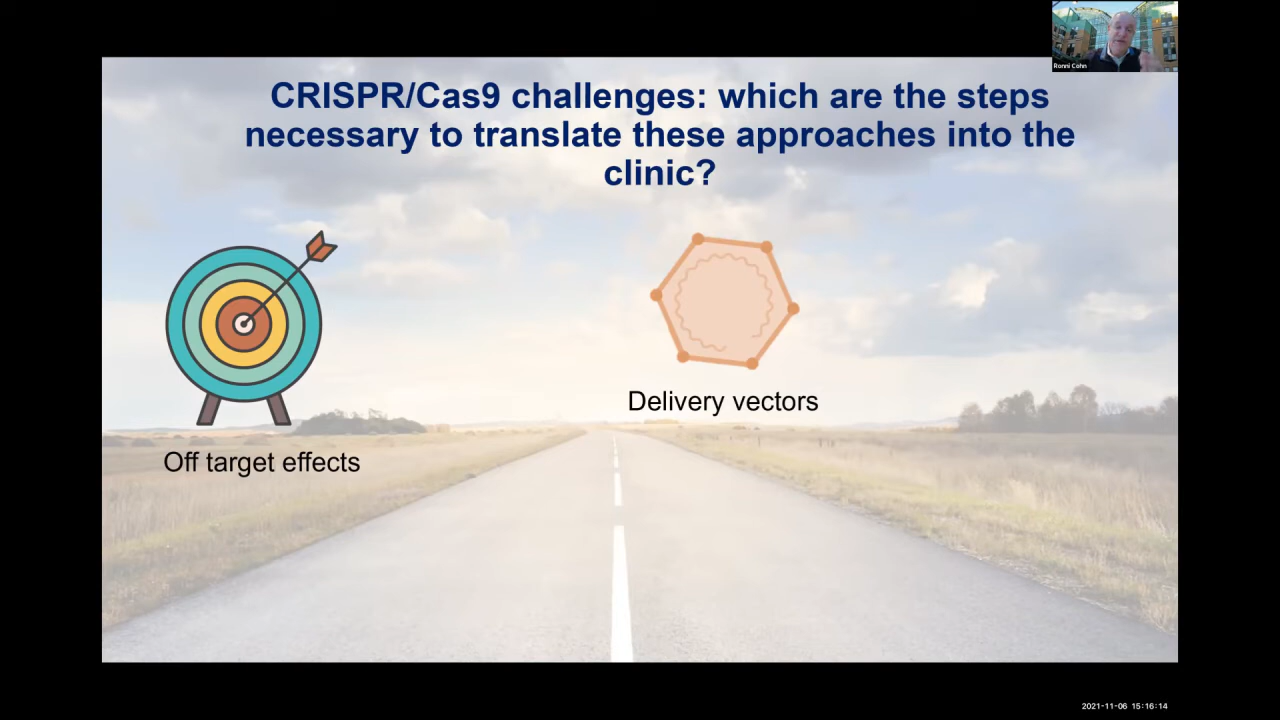 Ronni Cohn
CRISPR/Cas9 challenges: which are the steps
necessary to translate these approaches into the
clinic?
Delivery vectors
Off target effects
2021-11-06 15:16:14